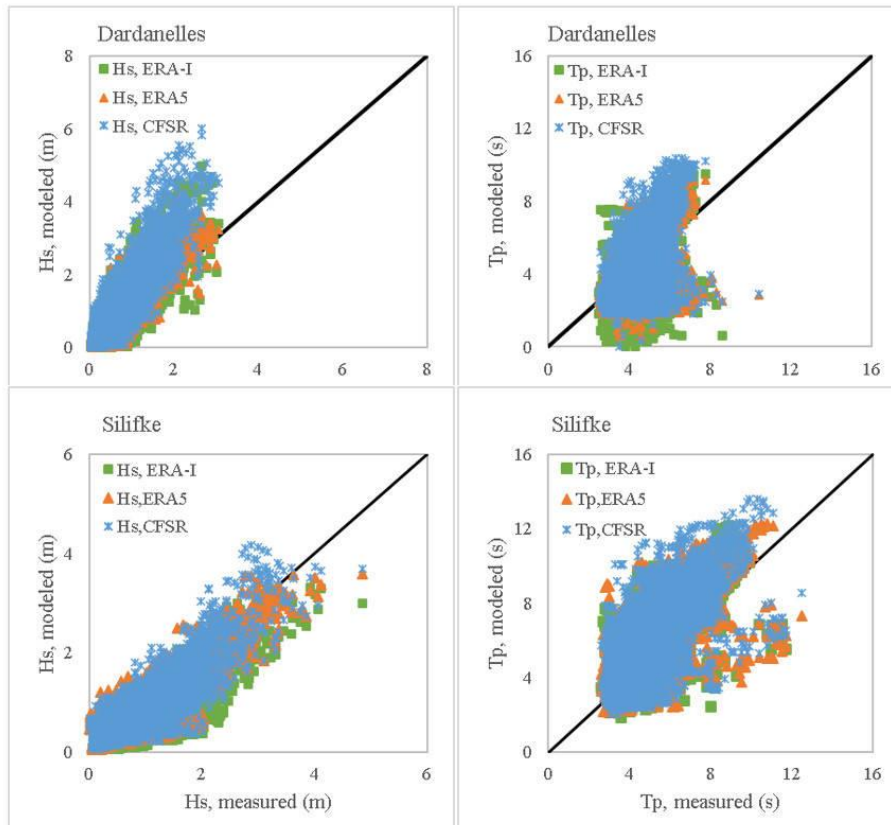 Dardanelles
8
Hs, ERA-I
Hs, ERA5
Hs, CFSR
6
4
2
0
Hs, modeled (m)
0 2 4 6 8
Dardanelles
16
Tp, ERA-I
Tp, ERA5
Tp, CFSR
12
8
4
0
Tp, modeled (s)
0 4 8 12 16
Silifke
6
Hs, ERA-I
Hs,ERA5
Hs,CFSR
4
2
0
Hs, modeled (m)
0 2 4 6
Hs, measured (m)
Silifke
16
Tp, ERA-I
Tp,ERA5
Tp,CFSR
12
8
4
0
Tp, modeled (s)
0 4 8 12 16
Tp, measured (s)